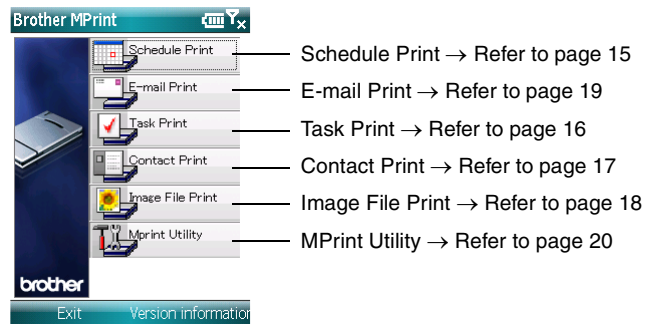 Brother MPrint
Schedule Print
E-mail Print
Task Print
Contact Print
Image File Print
Mprint Utility
brother
Exit Version information
Schedule Print → Refer to page 15
E-mail Print → Refer to page 19
Task Print → Refer to page 16
Contact Print → Refer to page 17
Image File Print → Refer to page 18
MPrint Utility → Refer to page 20